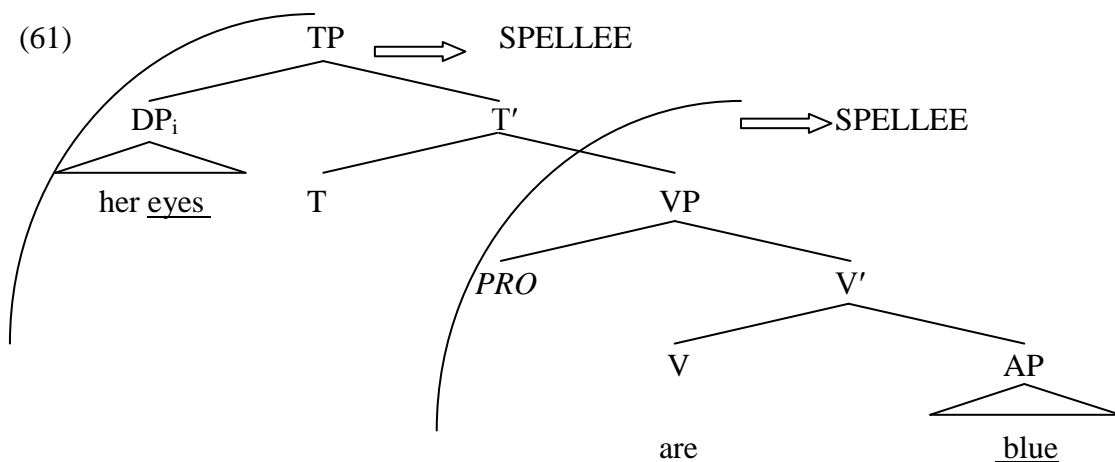 (61) TP SPELLEE
DPᵢ T′ SPELLEE
her eyes T VP
PRO V′
V AP
are blue